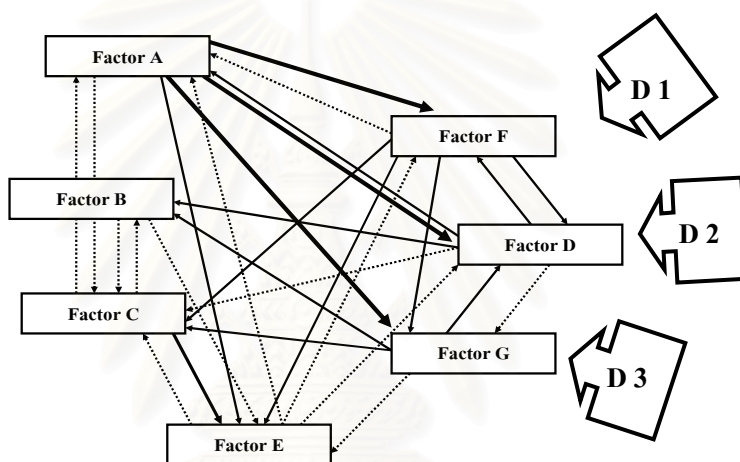 Factor A
D 1
Factor F
Factor B
D 2
Factor D
Factor C
Factor G
D 3
Factor E